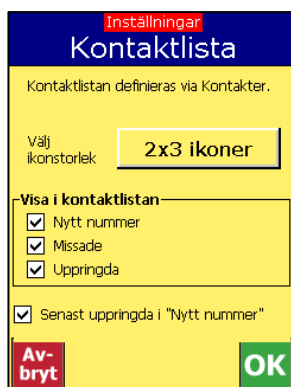 Inställningar
Kontaktlista
Kontaktlistan definieras via Kontakter.
Välj
ikonstorlek
2x3 ikoner
Visa i kontaktlistan
Nytt nummer
Missade
Uppringda
Senast uppringda i "Nytt nummer"
Av-
bryt
OK